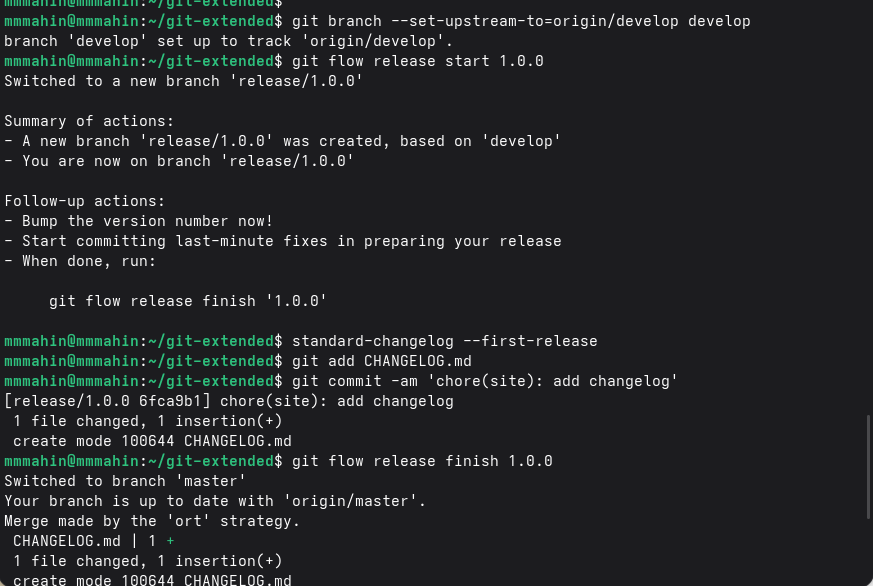 mmmahin@mmmahin:~/git-extended$
mmmahin@mmmahin:~/git-extended$ git branch --set-upstream-to=origin/develop develop
branch 'develop' set up to track 'origin/develop'.
mmmahin@mmmahin:~/git-extended$ git flow release start 1.0.0
Switched to a new branch 'release/1.0.0'

Summary of actions:
- A new branch 'release/1.0.0' was created, based on 'develop'
- You are now on branch 'release/1.0.0'

Follow-up actions:
- Bump the version number now!
- Start committing last-minute fixes in preparing your release
- When done, run:

     git flow release finish '1.0.0'

mmmahin@mmmahin:~/git-extended$ standard-changelog --first-release
mmmahin@mmmahin:~/git-extended$ git add CHANGELOG.md
mmmahin@mmmahin:~/git-extended$ git commit -am 'chore(site): add changelog'
[release/1.0.0 6fca9b1] chore(site): add changelog
 1 file changed, 1 insertion(+)
 create mode 100644 CHANGELOG.md
mmmahin@mmmahin:~/git-extended$ git flow release finish 1.0.0
Switched to branch 'master'
Your branch is up to date with 'origin/master'.
Merge made by the 'ort' strategy.
 CHANGELOG.md | 1 +
 1 file changed, 1 insertion(+)
 create mode 100644 CHANGELOG.md